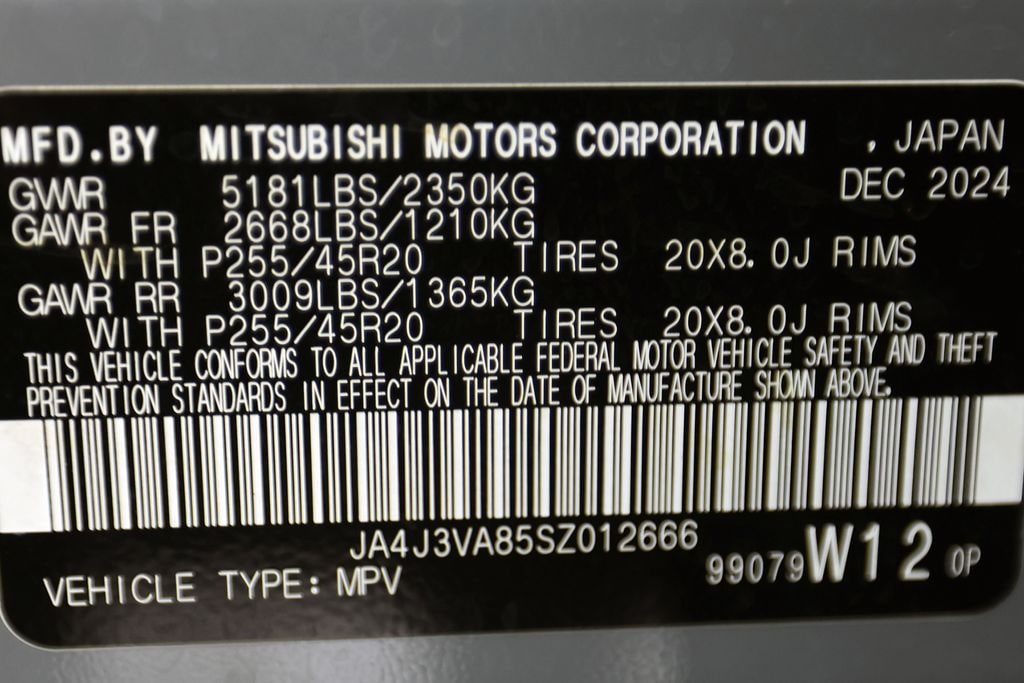 MFD.BY MITSUBISHI MOTORS CORPORATION , JAPAN
GVWR 5181LBS/2350KG DEC 2024
GAWR FR 2668LBS/1210KG
WITH P255/45R20 TIRES 20X8.0J RIMS
GAWR RR 3009LBS/1365KG
WITH P255/45R20 TIRES 20X8.0J RIMS
THIS VEHICLE CONFORMS TO ALL APPLICABLE FEDERAL MOTOR VEHICLE SAFETY AND THEFT
PREVENTION STANDARDS IN EFFECT ON THE DATE OF MANUFACTURE SHOWN ABOVE.
JA4J3VA85SZ012666
99079W120P
VEHICLE TYPE: MPV